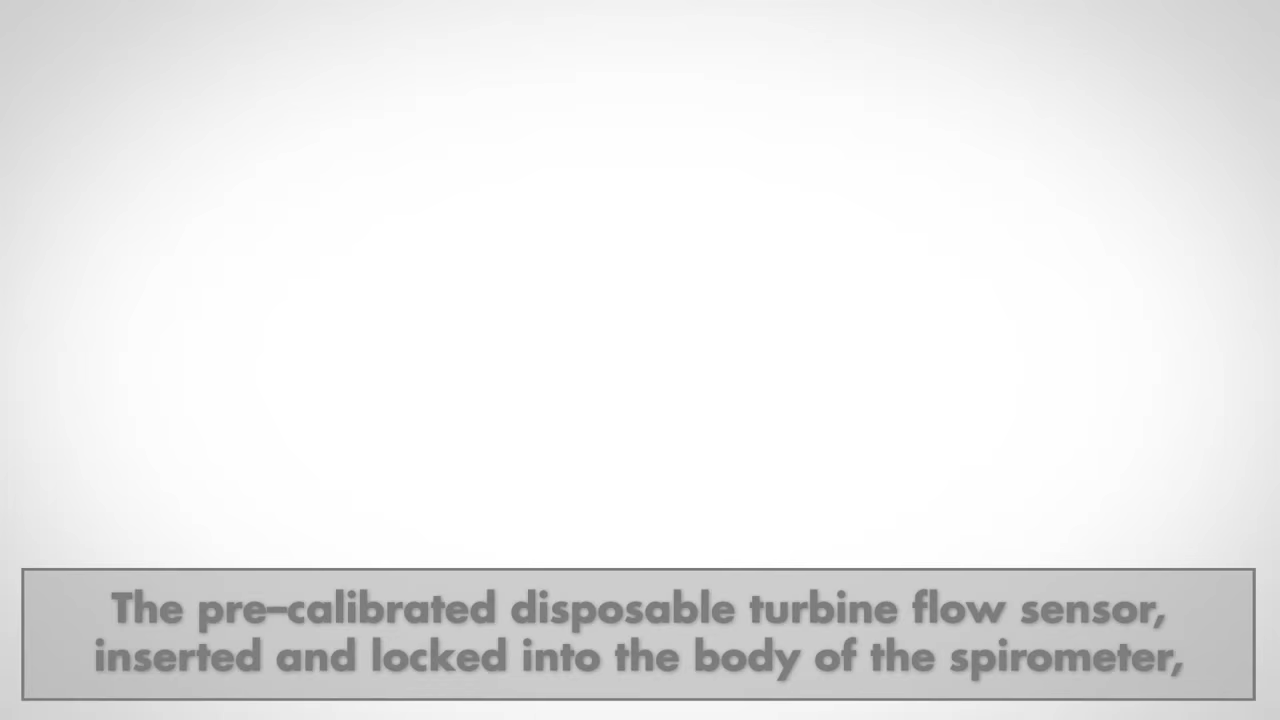 The pre–calibrated disposable turbine flow sensor,
inserted and locked into the body of the spirometer,